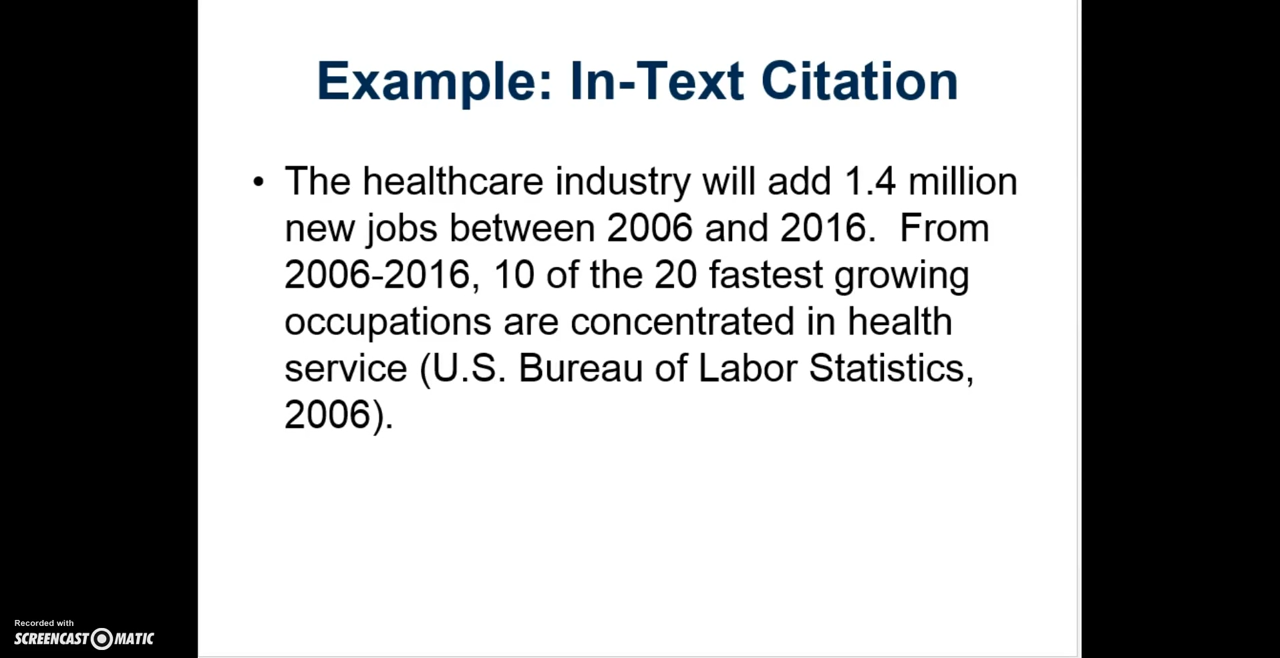 Example: In-Text Citation
• The healthcare industry will add 1.4 million
new jobs between 2006 and 2016.  From
2006-2016, 10 of the 20 fastest growing
occupations are concentrated in health
service (U.S. Bureau of Labor Statistics,
2006).
Recorded with
SCREENCAST MATIC